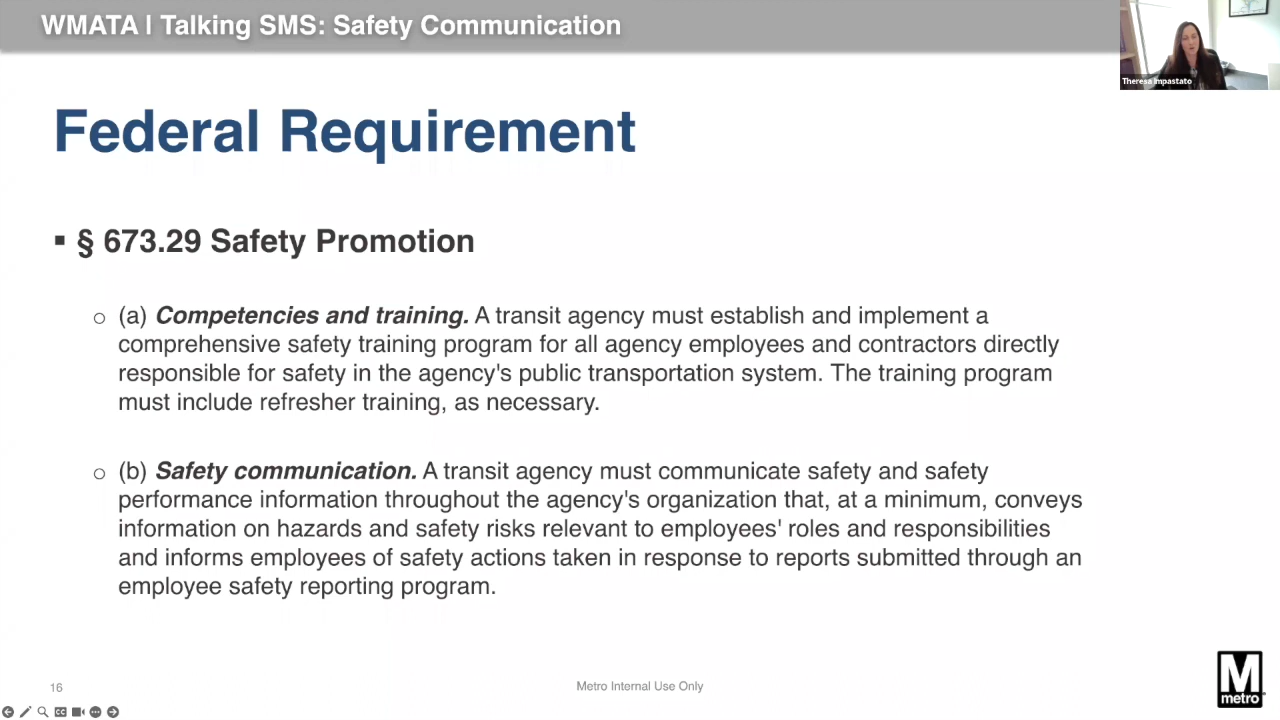 WMATA | Talking SMS: Safety Communication
Theresa Impastato
Federal Requirement
▪ § 673.29 Safety Promotion
○ (a) Competencies and training. A transit agency must establish and implement a
comprehensive safety training program for all agency employees and contractors directly
responsible for safety in the agency's public transportation system. The training program
must include refresher training, as necessary.
○ (b) Safety communication. A transit agency must communicate safety and safety
performance information throughout the agency's organization that, at a minimum, conveys
information on hazards and safety risks relevant to employees' roles and responsibilities
and informs employees of safety actions taken in response to reports submitted through an
employee safety reporting program.
16
Metro Internal Use Only
M
metro
CC